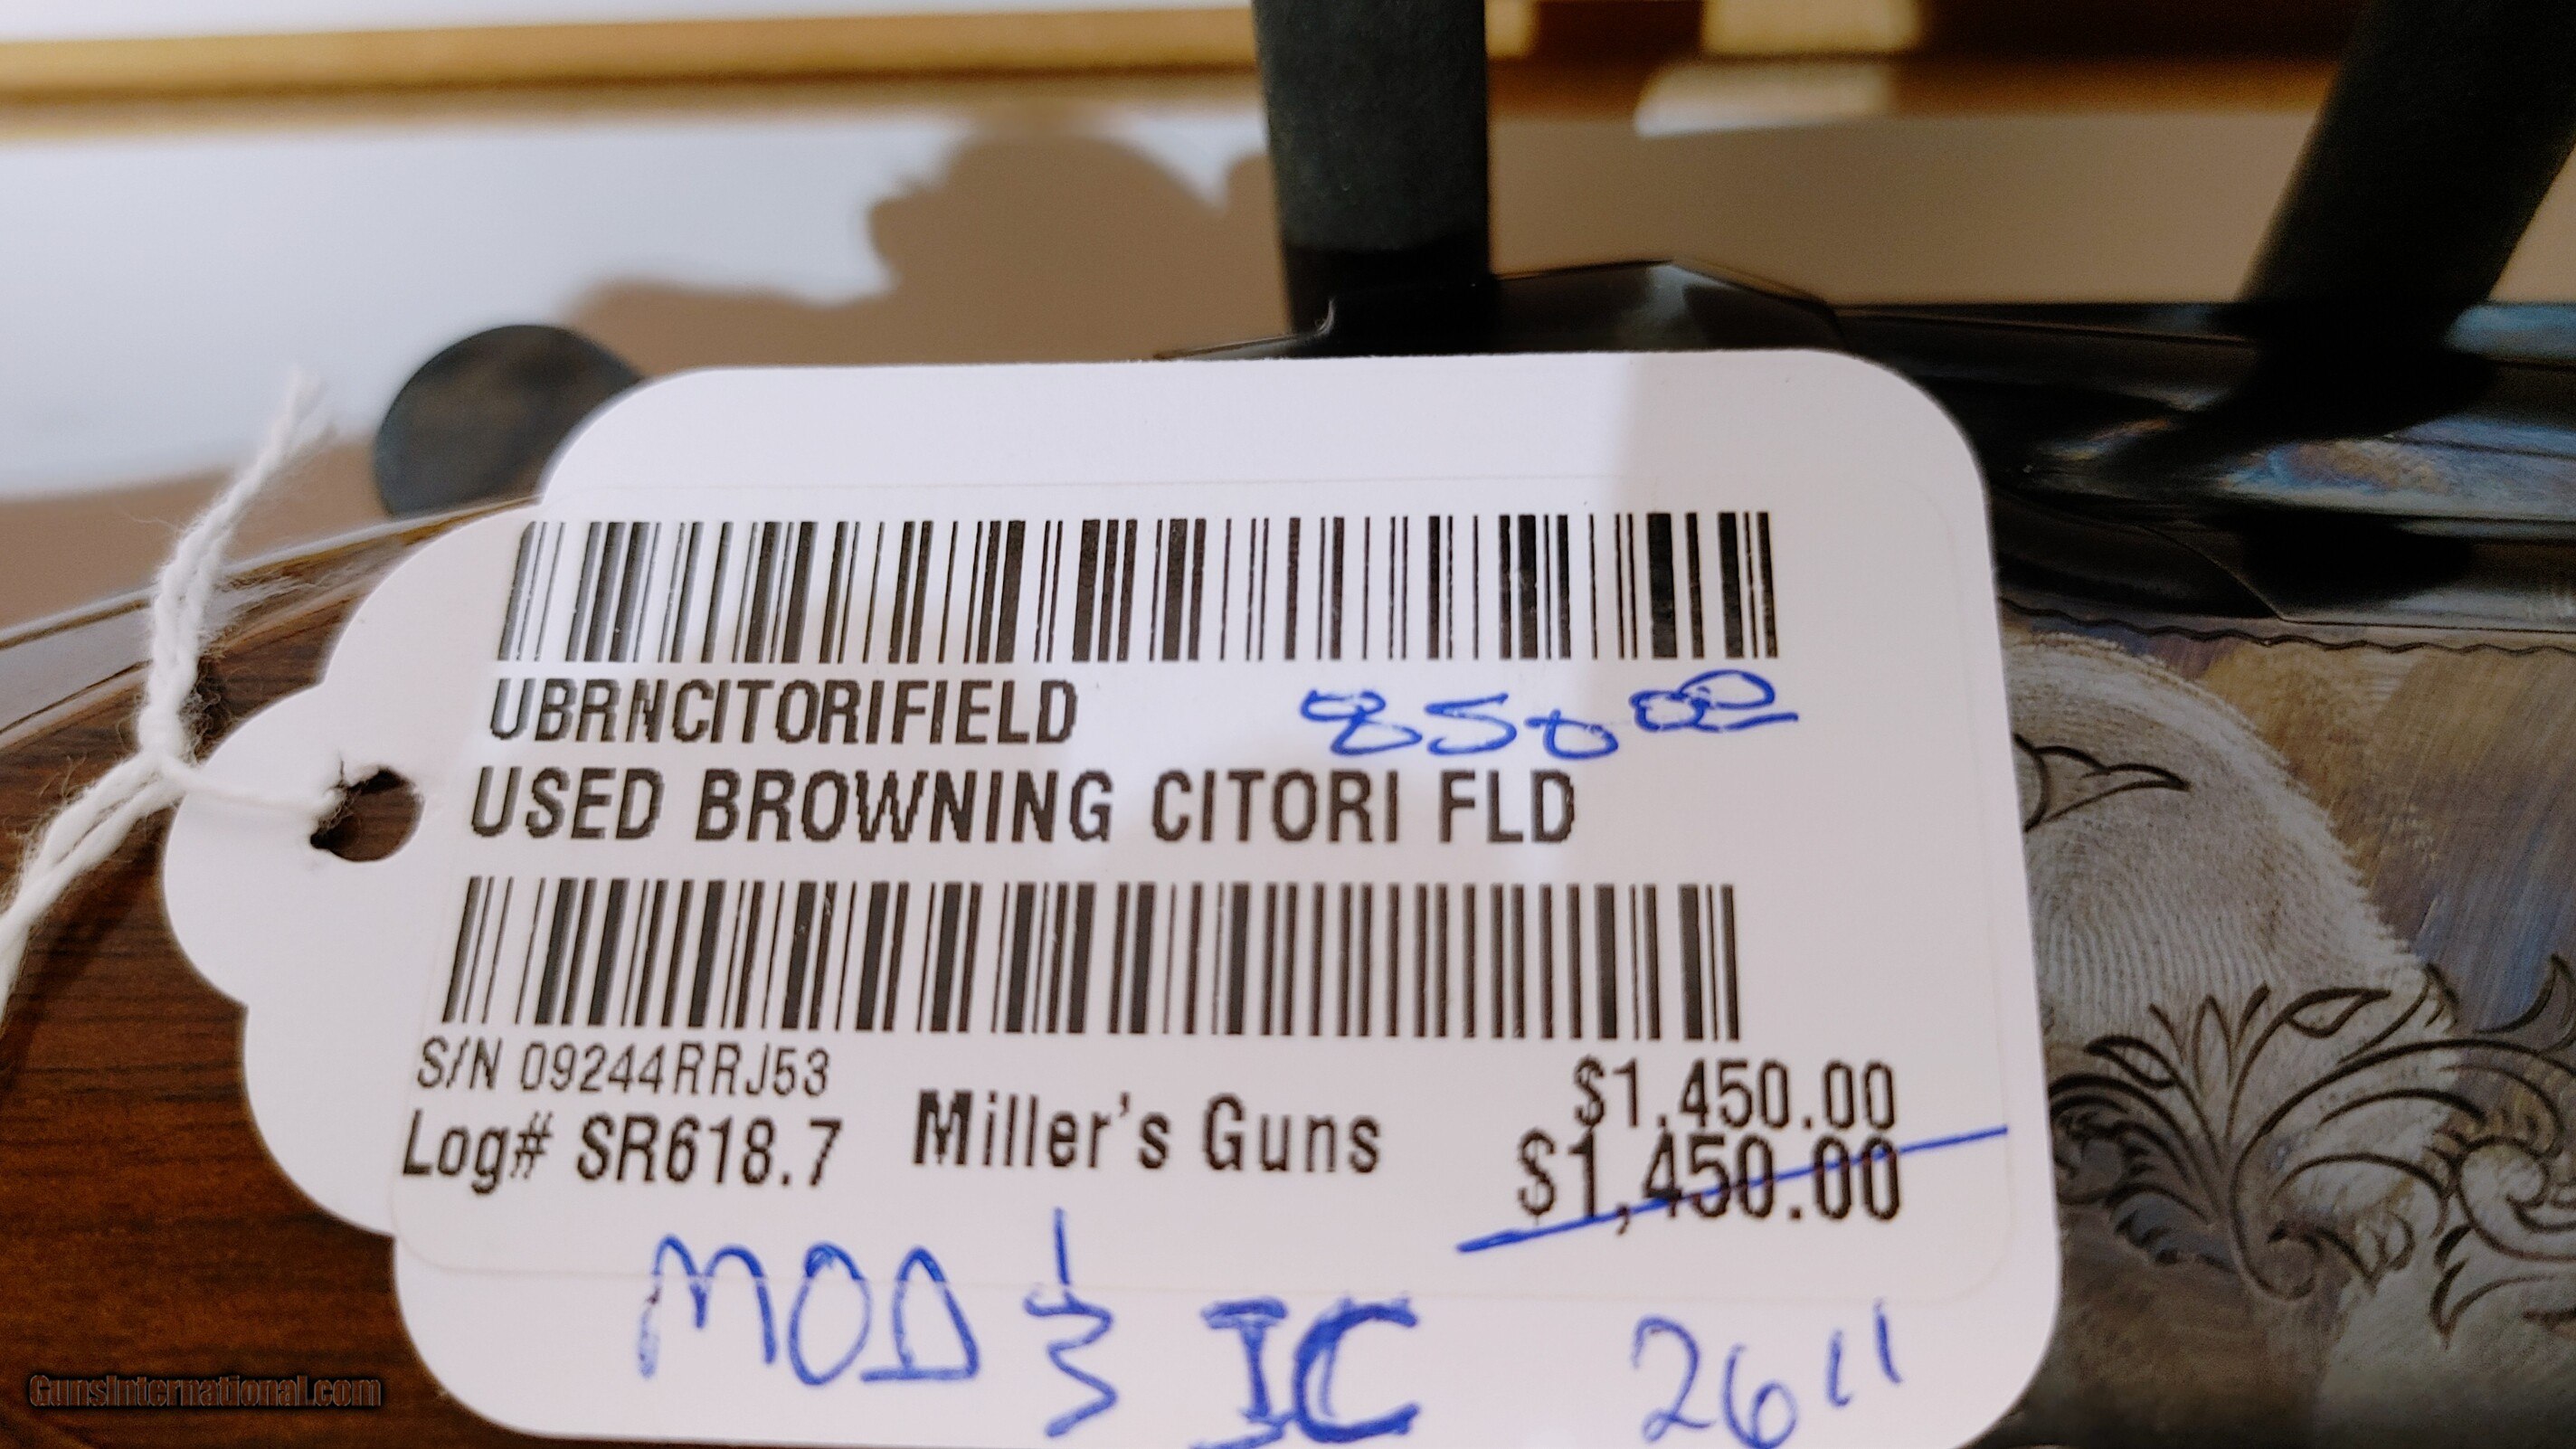 UBRNCITORIFIELD 850 00
USED BROWNING CITORI FLD
S/N 09244RRJ53
Log# SR618.7 Miller's Guns
$1,450.00
$1,450.00
MOD & IC 26"
GunsInternational.com